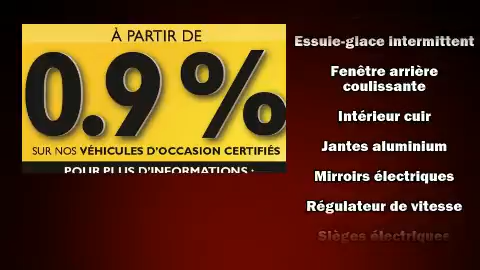 À PARTIR DE
0.9 %
SUR NOS VÉHICULES D'OCCASION CERTIFIÉS
POUR PLUS D'INFORMATIONS :
Essuie-glace intermittent
Fenêtre arrière
coulissante
Intérieur cuir
Jantes aluminium
Mirroirs électriques
Régulateur de vitesse
Sièges électriques